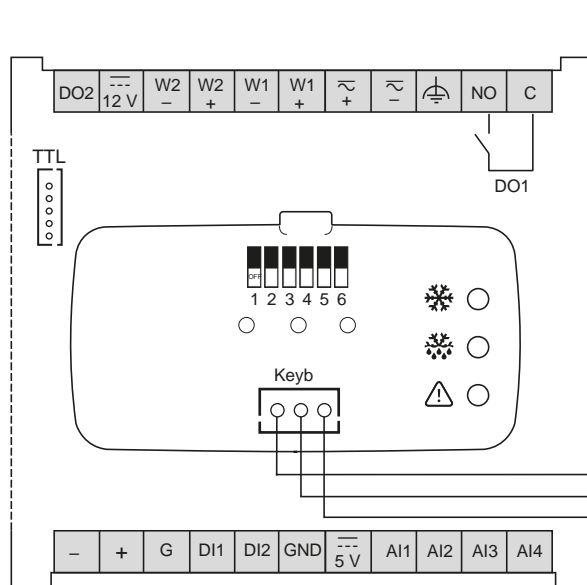 DO2 12 V W2 – W2 + W1 – W1 + + – NO C
TTL
DO1
OFF
1 2 3 4 5 6
Keyb
– + G DI1 DI2 GND 5 V AI1 AI2 AI3 AI4